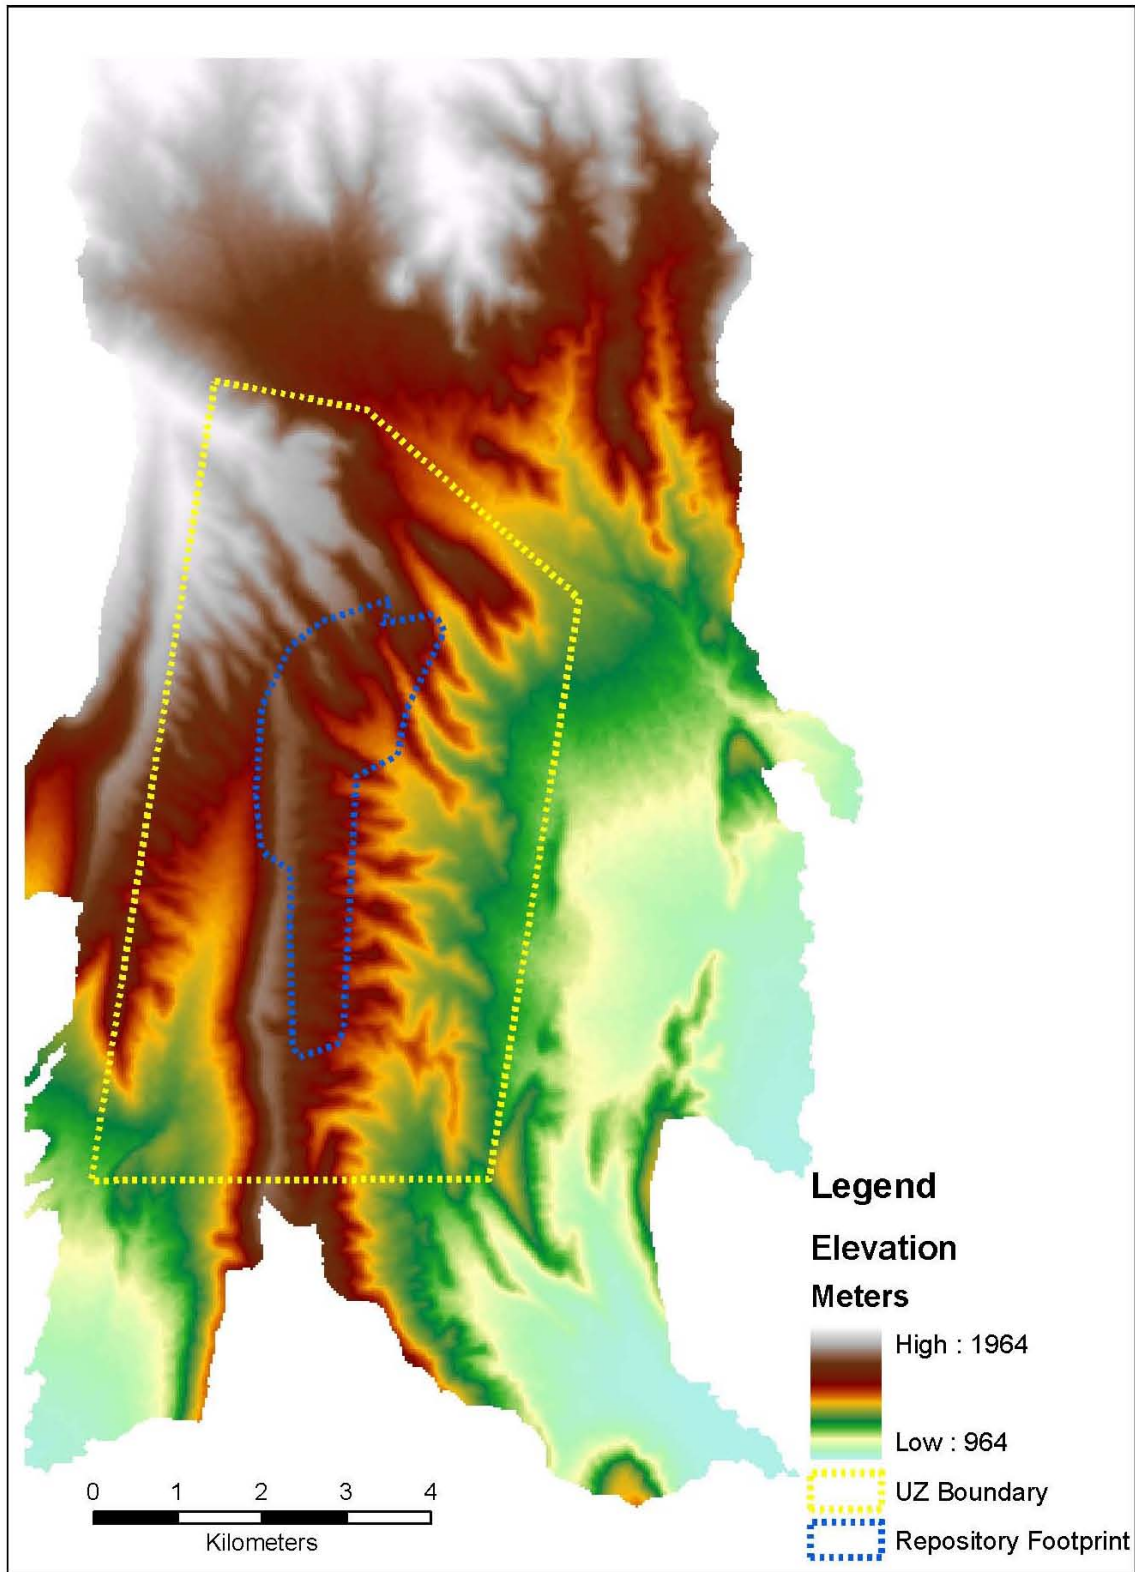 Legend
Elevation
Meters
High : 1964
Low : 964
UZ Boundary
Repository Footprint
0 1 2 3 4
Kilometers